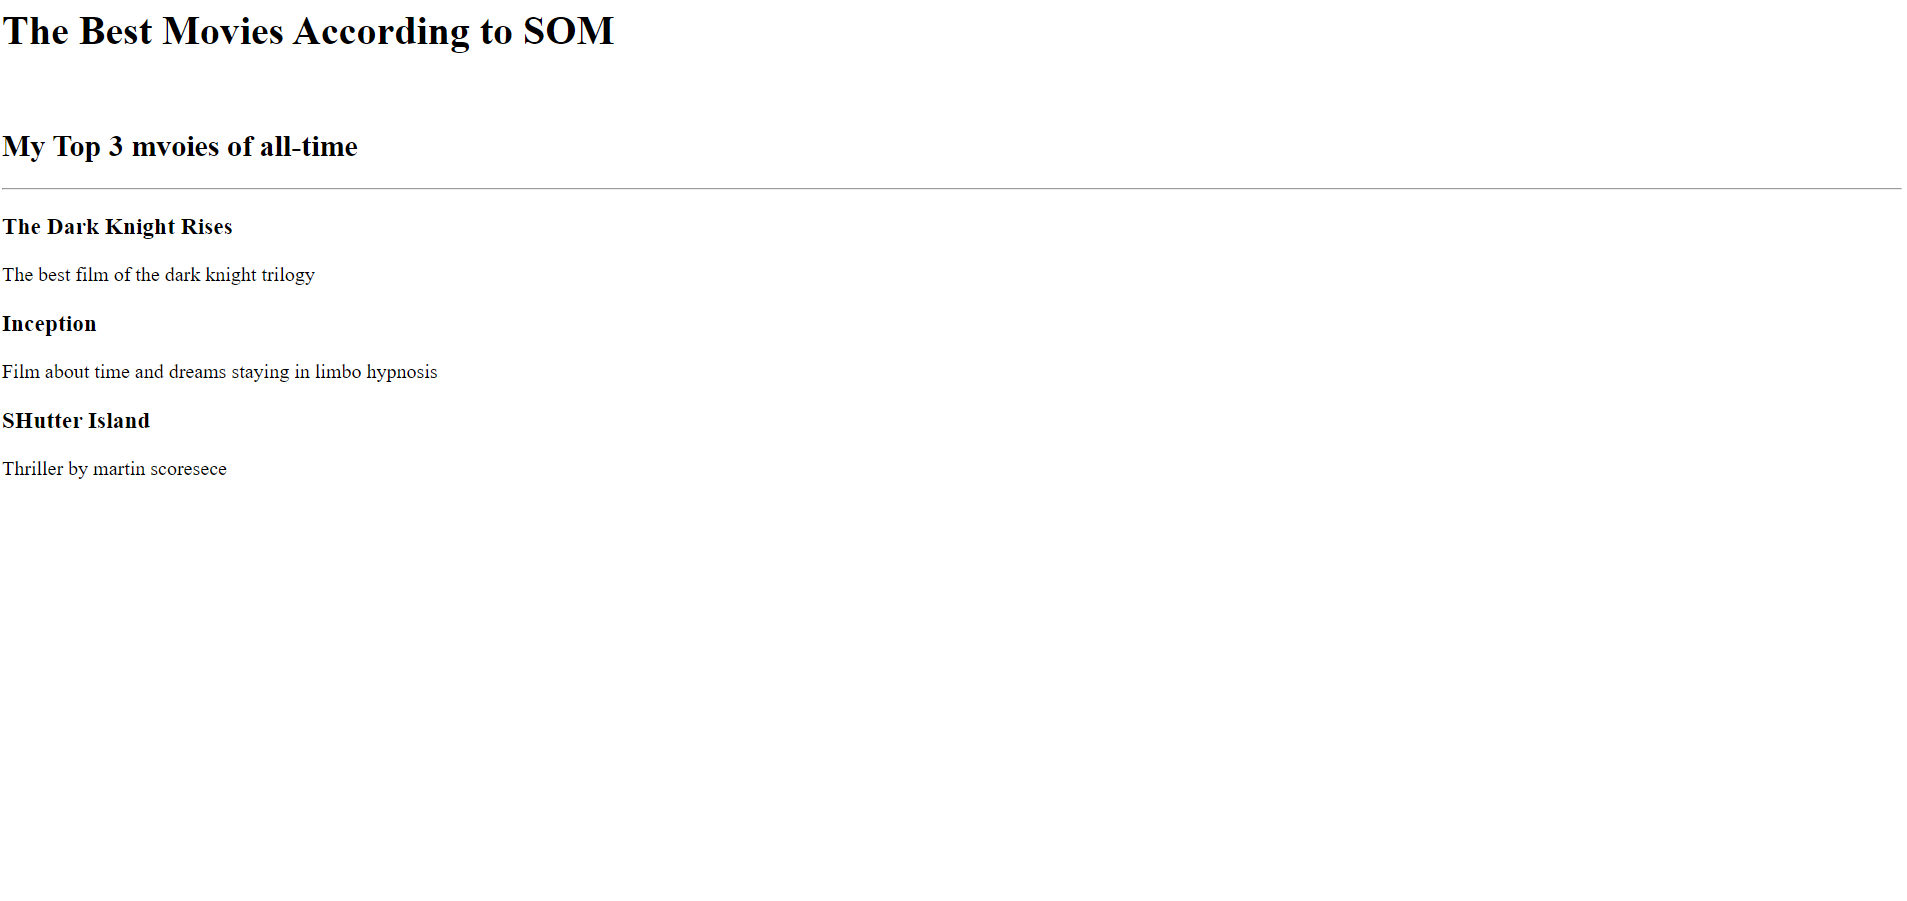 The Best Movies According to SOM
My Top 3 mvoies of all-time
The Dark Knight Rises
The best film of the dark knight trilogy
Inception
Film about time and dreams staying in limbo hypnosis
SHutter Island
Thriller by martin scoresece